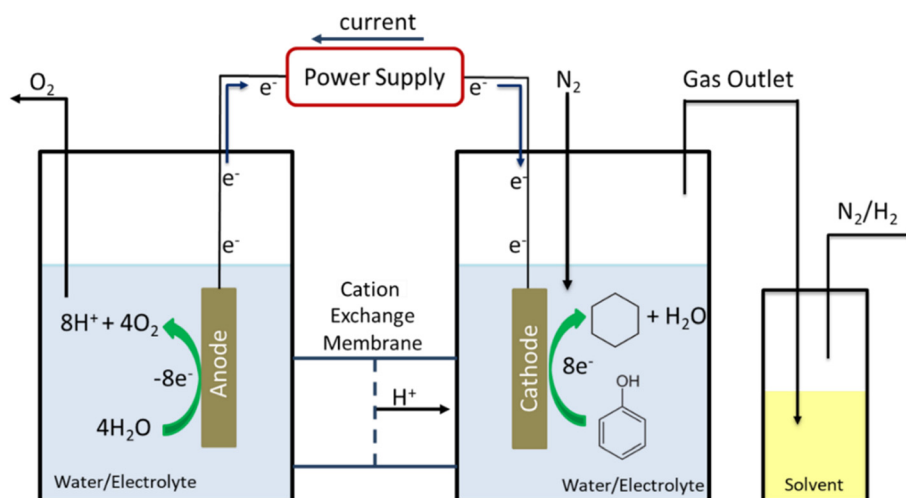 current
Power Supply
O₂
e⁻
e⁻
N₂
Gas Outlet
e⁻
e⁻
e⁻
e⁻
N₂/H₂
Cation
Exchange
Membrane
8H⁺ + 4O₂
-8e⁻
4H₂O
Anode
H⁺
Cathode
+ H₂O
8e⁻
OH
Water/Electrolyte
Water/Electrolyte
Solvent